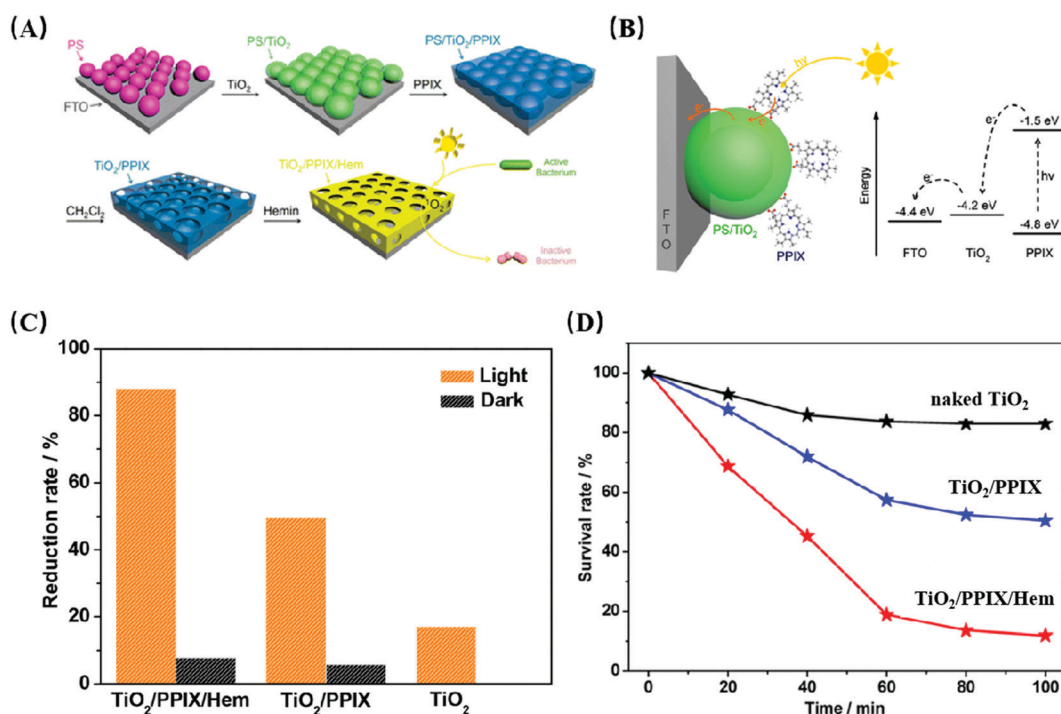 (A)
PS
PS/TiO₂
PS/TiO₂/PPIX
FTO
TiO₂
PPIX
TiO₂/PPIX
TiO₂/PPIX/Hem
Active
Bacterium
CH₂Cl₂
Hemin
¹O₂
Inactive
Bacterium
(B)
hν
e⁻
e⁻
FTO
PS/TiO₂
PPIX
Energy
e⁻
-1.5 eV
e⁻
hν
-4.4 eV
-4.2 eV
-4.8 eV
FTO
TiO₂
PPIX
(C)
100
80
60
40
20
0
Reduction rate / %
Light
Dark
TiO₂/PPIX/Hem
TiO₂/PPIX
TiO₂
(D)
100
80
60
40
20
0
Survival rate / %
naked TiO₂
TiO₂/PPIX
TiO₂/PPIX/Hem
0 20 40 60 80 100
Time / min